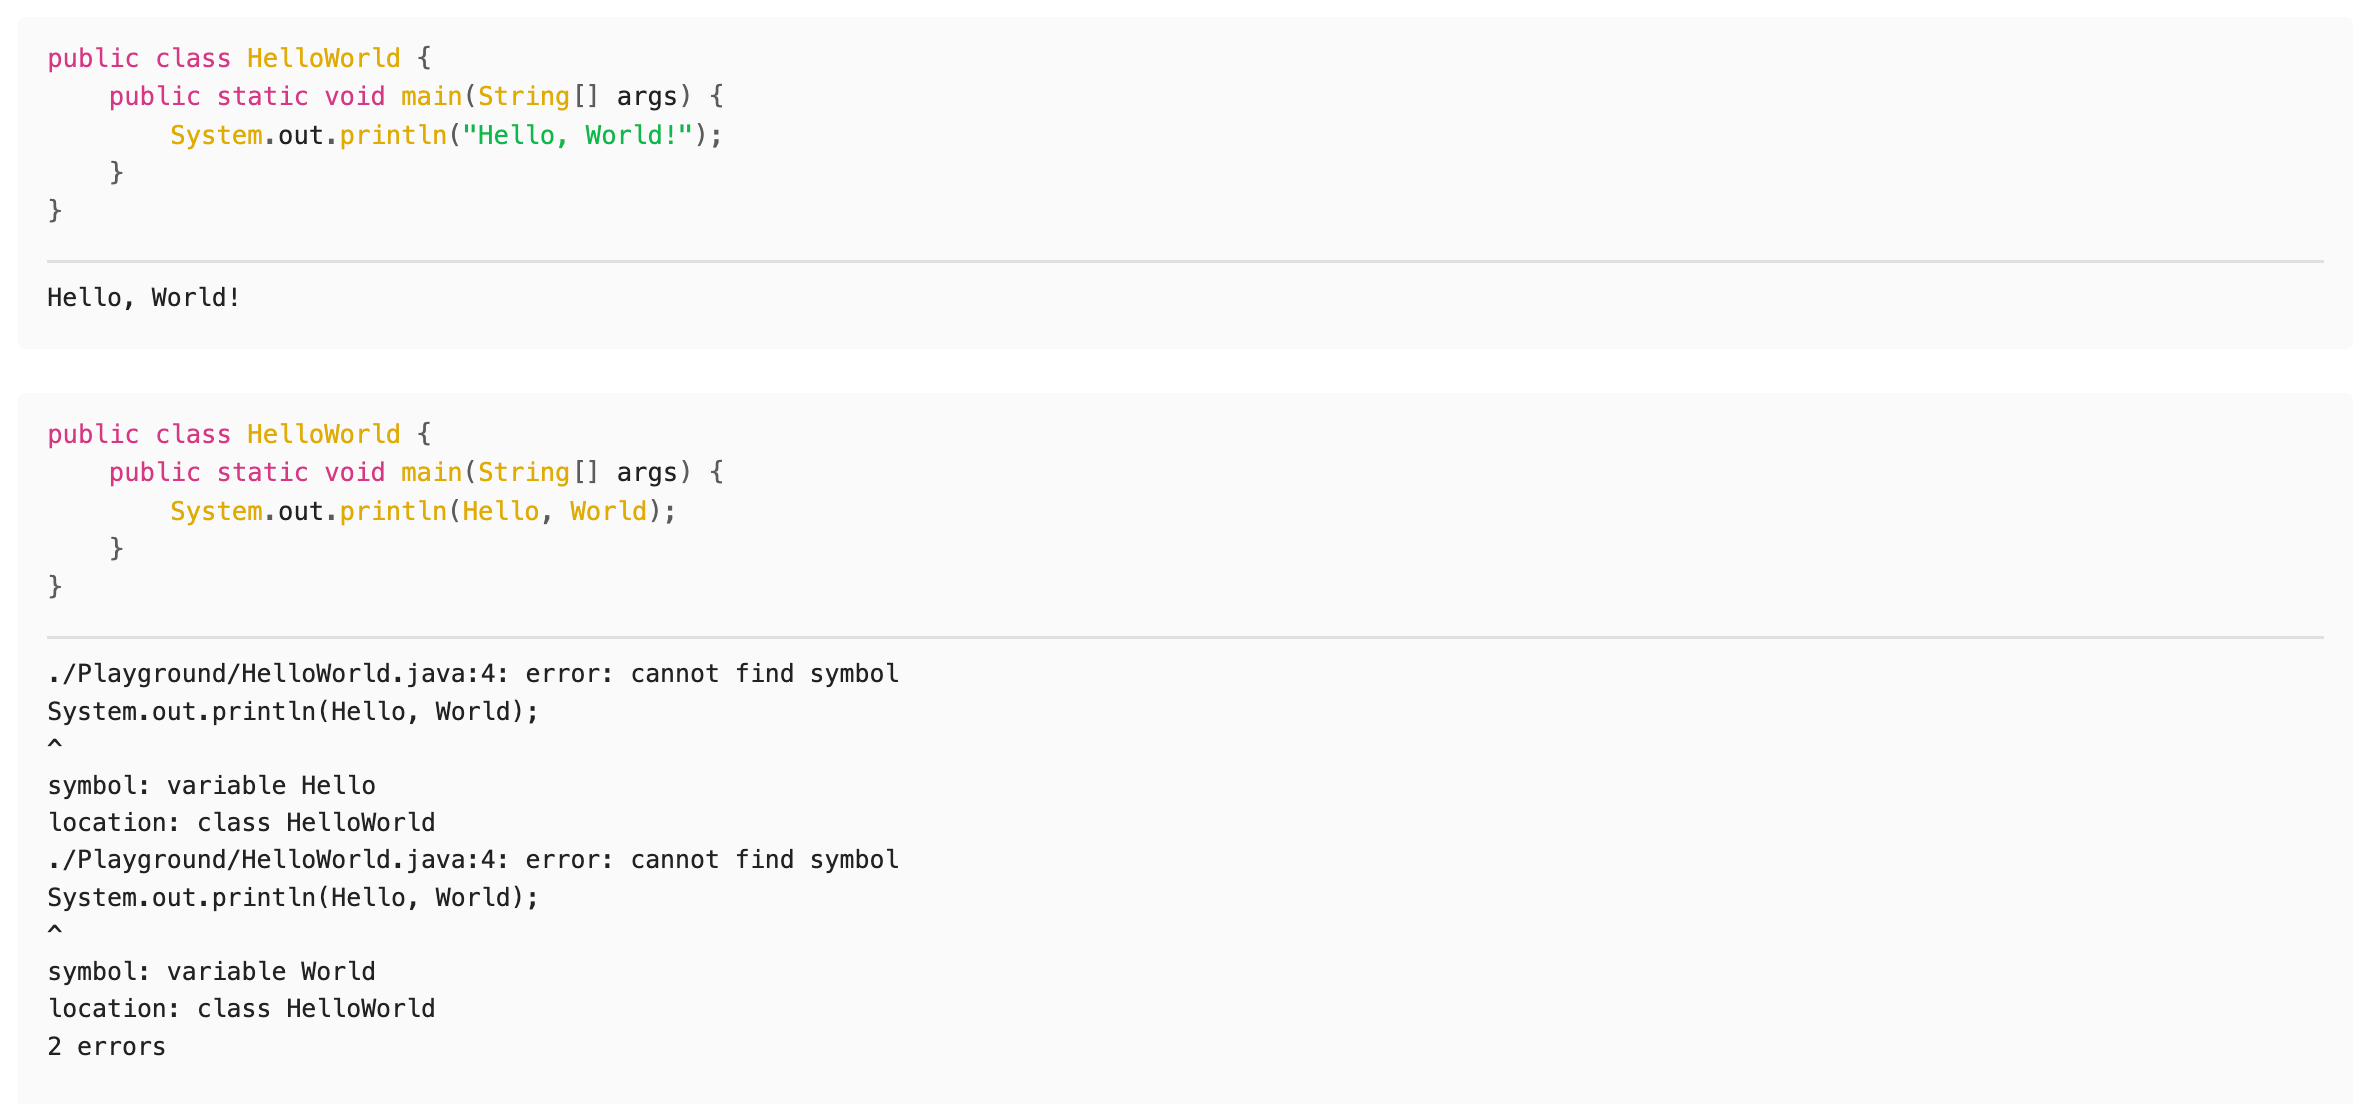 public class HelloWorld {
    public static void main(String[] args) {
        System.out.println("Hello, World!");
    }
}
Hello, World!
public class HelloWorld {
    public static void main(String[] args) {
        System.out.println(Hello, World);
    }
}
./Playground/HelloWorld.java:4: error: cannot find symbol
System.out.println(Hello, World);
^
symbol: variable Hello
location: class HelloWorld
./Playground/HelloWorld.java:4: error: cannot find symbol
System.out.println(Hello, World);
^
symbol: variable World
location: class HelloWorld
2 errors